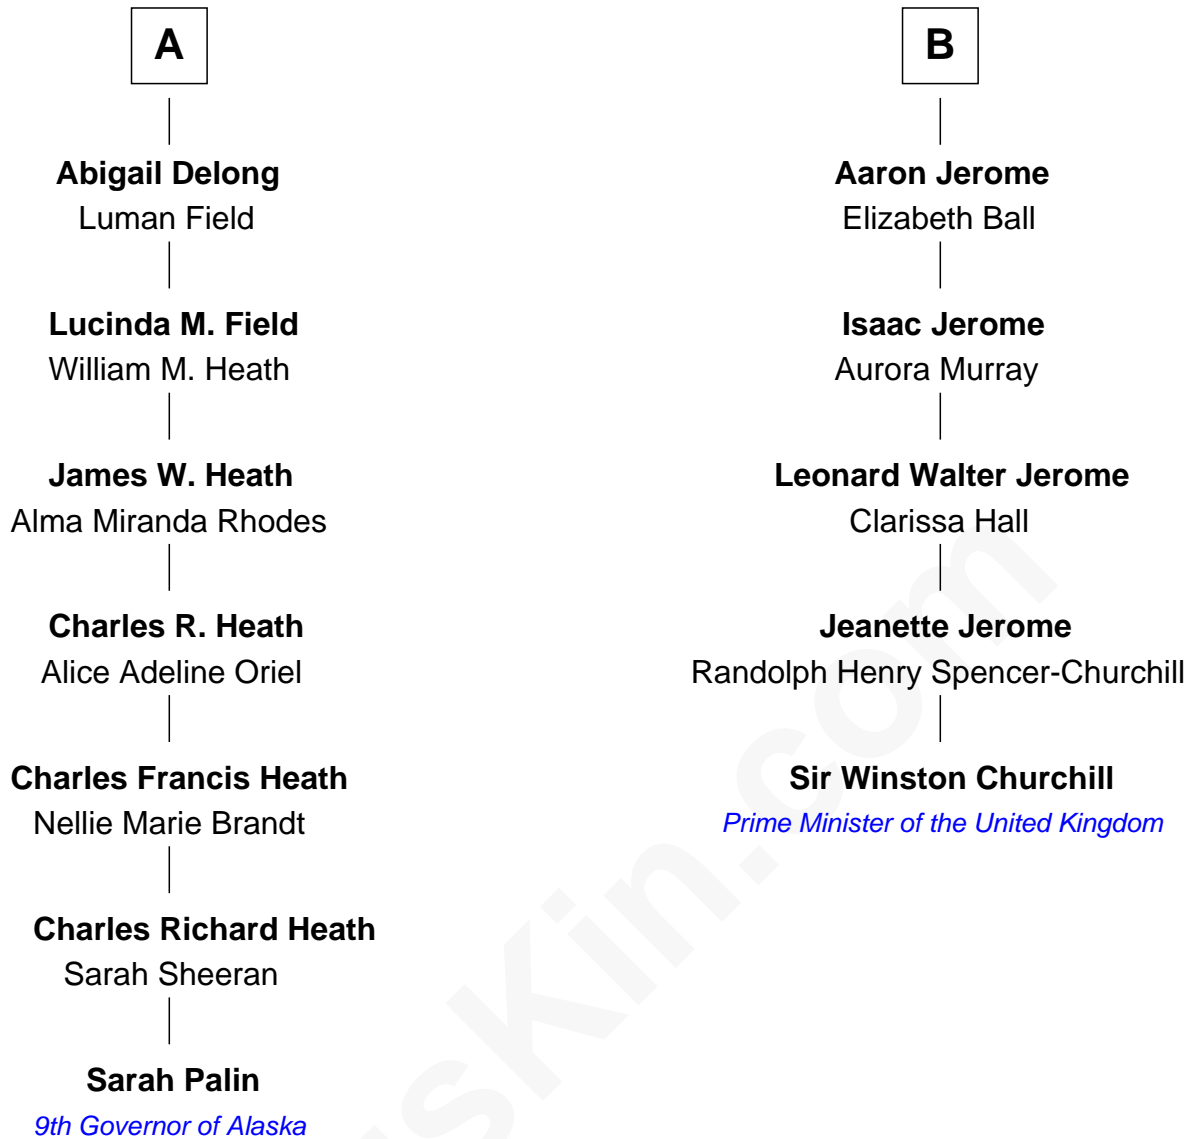 A
Abigail Delong
Luman Field
Lucinda M. Field
William M. Heath
James W. Heath
Alma Miranda Rhodes
Charles R. Heath
Alice Adeline Oriel
Charles Francis Heath
Nellie Marie Brandt
Charles Richard Heath
Sarah Sheeran
Sarah Palin
9th Governor of Alaska
B
Aaron Jerome
Elizabeth Ball
Isaac Jerome
Aurora Murray
Leonard Walter Jerome
Clarissa Hall
Jeanette Jerome
Randolph Henry Spencer-Churchill
Sir Winston Churchill
Prime Minister of the United Kingdom
usKin.com